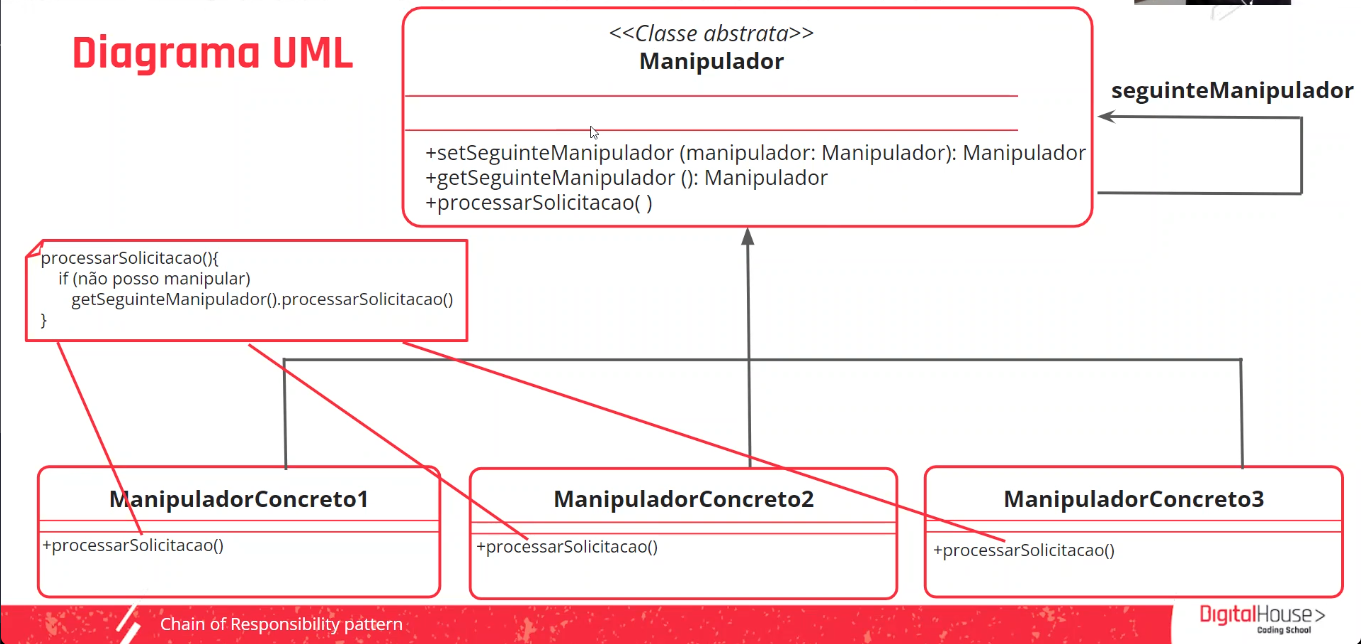 Diagrama UML
<<Classe abstrata>>
Manipulador
seguinteManipulador
+setSeguinteManipulador (manipulador: Manipulador): Manipulador
+getSeguinteManipulador (): Manipulador
+processarSolicitacao( )
processarSolicitacao(){
if (não posso manipular)
getSeguinteManipulador().processarSolicitacao()
}
ManipuladorConcreto1
+processarSolicitacao()
ManipuladorConcreto2
+processarSolicitacao()
ManipuladorConcreto3
+processarSolicitacao()
Chain of Responsibility pattern
DigitalHouse>
Coding School